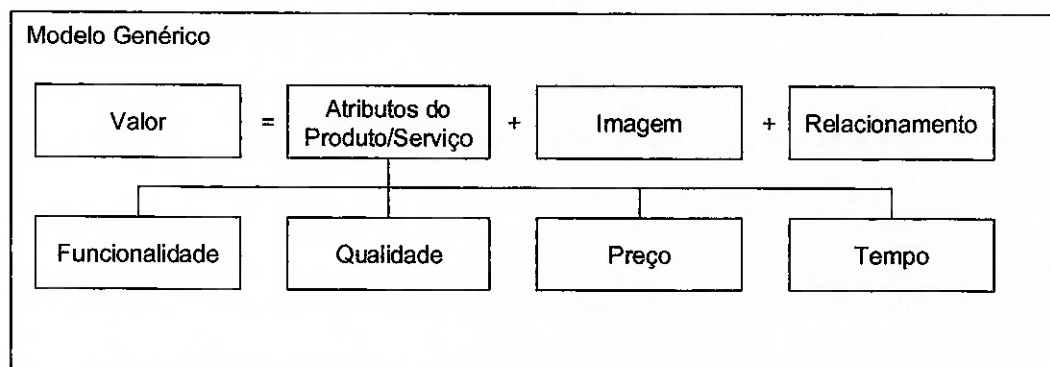 Modelo Genérico
Valor = Atributos do Produto/Serviço + Imagem + Relacionamento
Funcionalidade Qualidade Preço Tempo